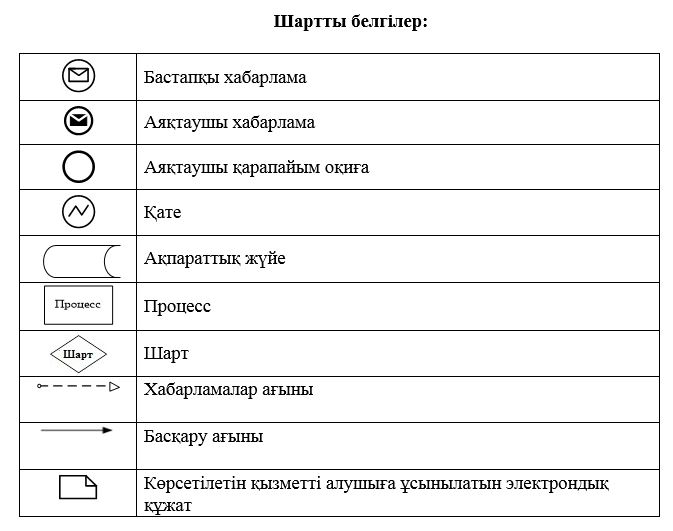 Шартты белгілер:
Бастапқы хабарлама
Аяқтаушы хабарлама
Аяқтаушы қарапайым оқиға
Қате
Ақпараттық жүйе
Процесс Процесс
Шарт Шарт
Хабарламалар ағыны
Басқару ағыны
Көрсетілетін қызметті алушыға ұсынылатын электрондық
құжат